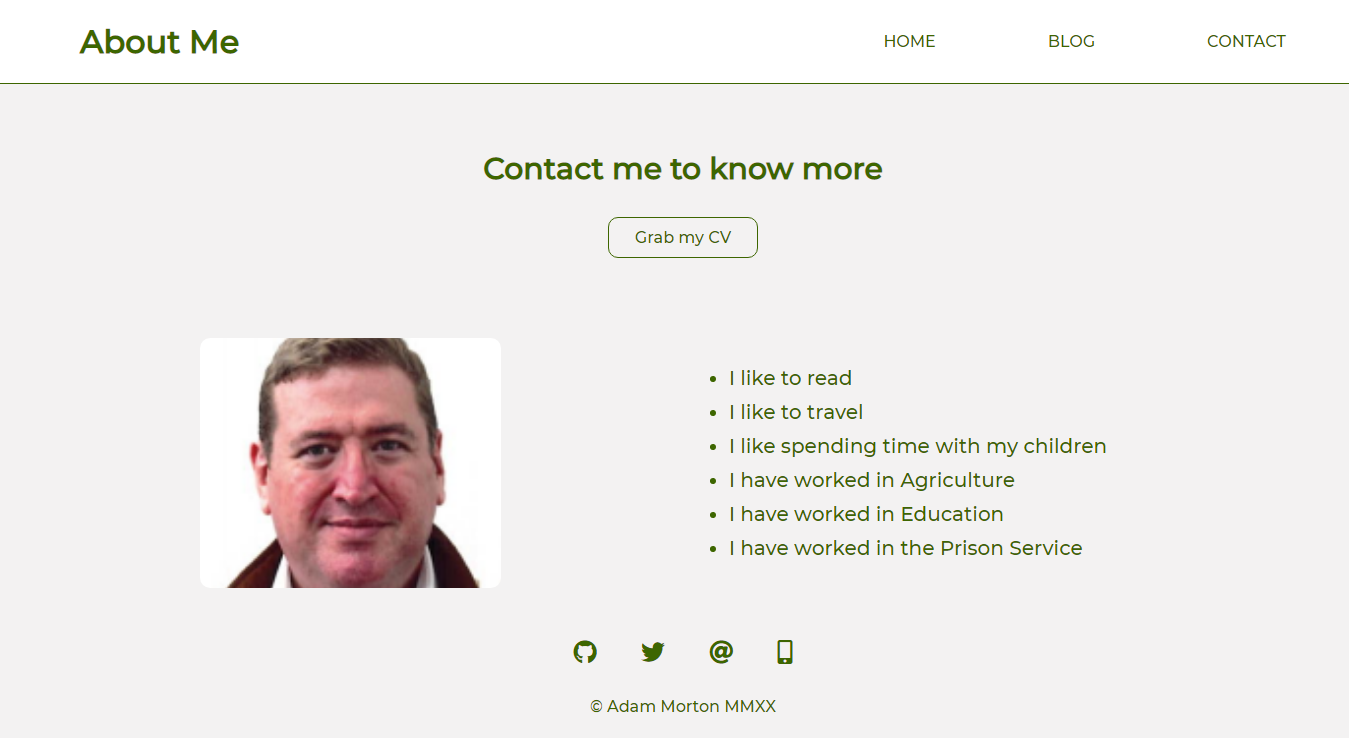 About Me
HOME
BLOG
CONTACT
Contact me to know more
Grab my CV
I like to read
I like to travel
I like spending time with my children
I have worked in Agriculture
I have worked in Education
I have worked in the Prison Service
© Adam Morton MMXX